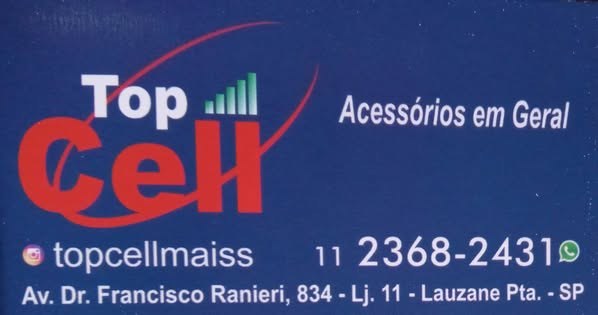 Top
Cell
Acessórios em Geral
topcellmaiss
11 2368-2431
Av. Dr. Francisco Ranieri, 834 - Lj. 11 - Lauzane Pta. - SP